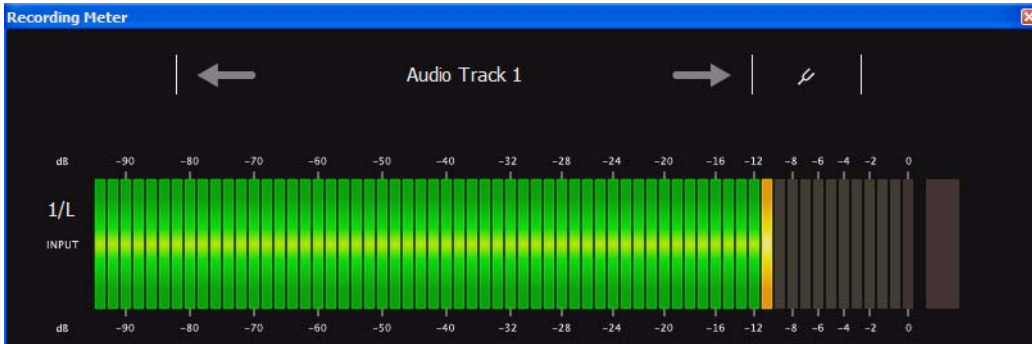 Recording Meter
Audio Track 1
dB -90 -80 -70 -60 -50 -40 -32 -28 -24 -20 -16 -12 -8 -6 -4 -2 0
1/L
INPUT
dB -90 -80 -70 -60 -50 -40 -32 -28 -24 -20 -16 -12 -8 -6 -4 -2 0